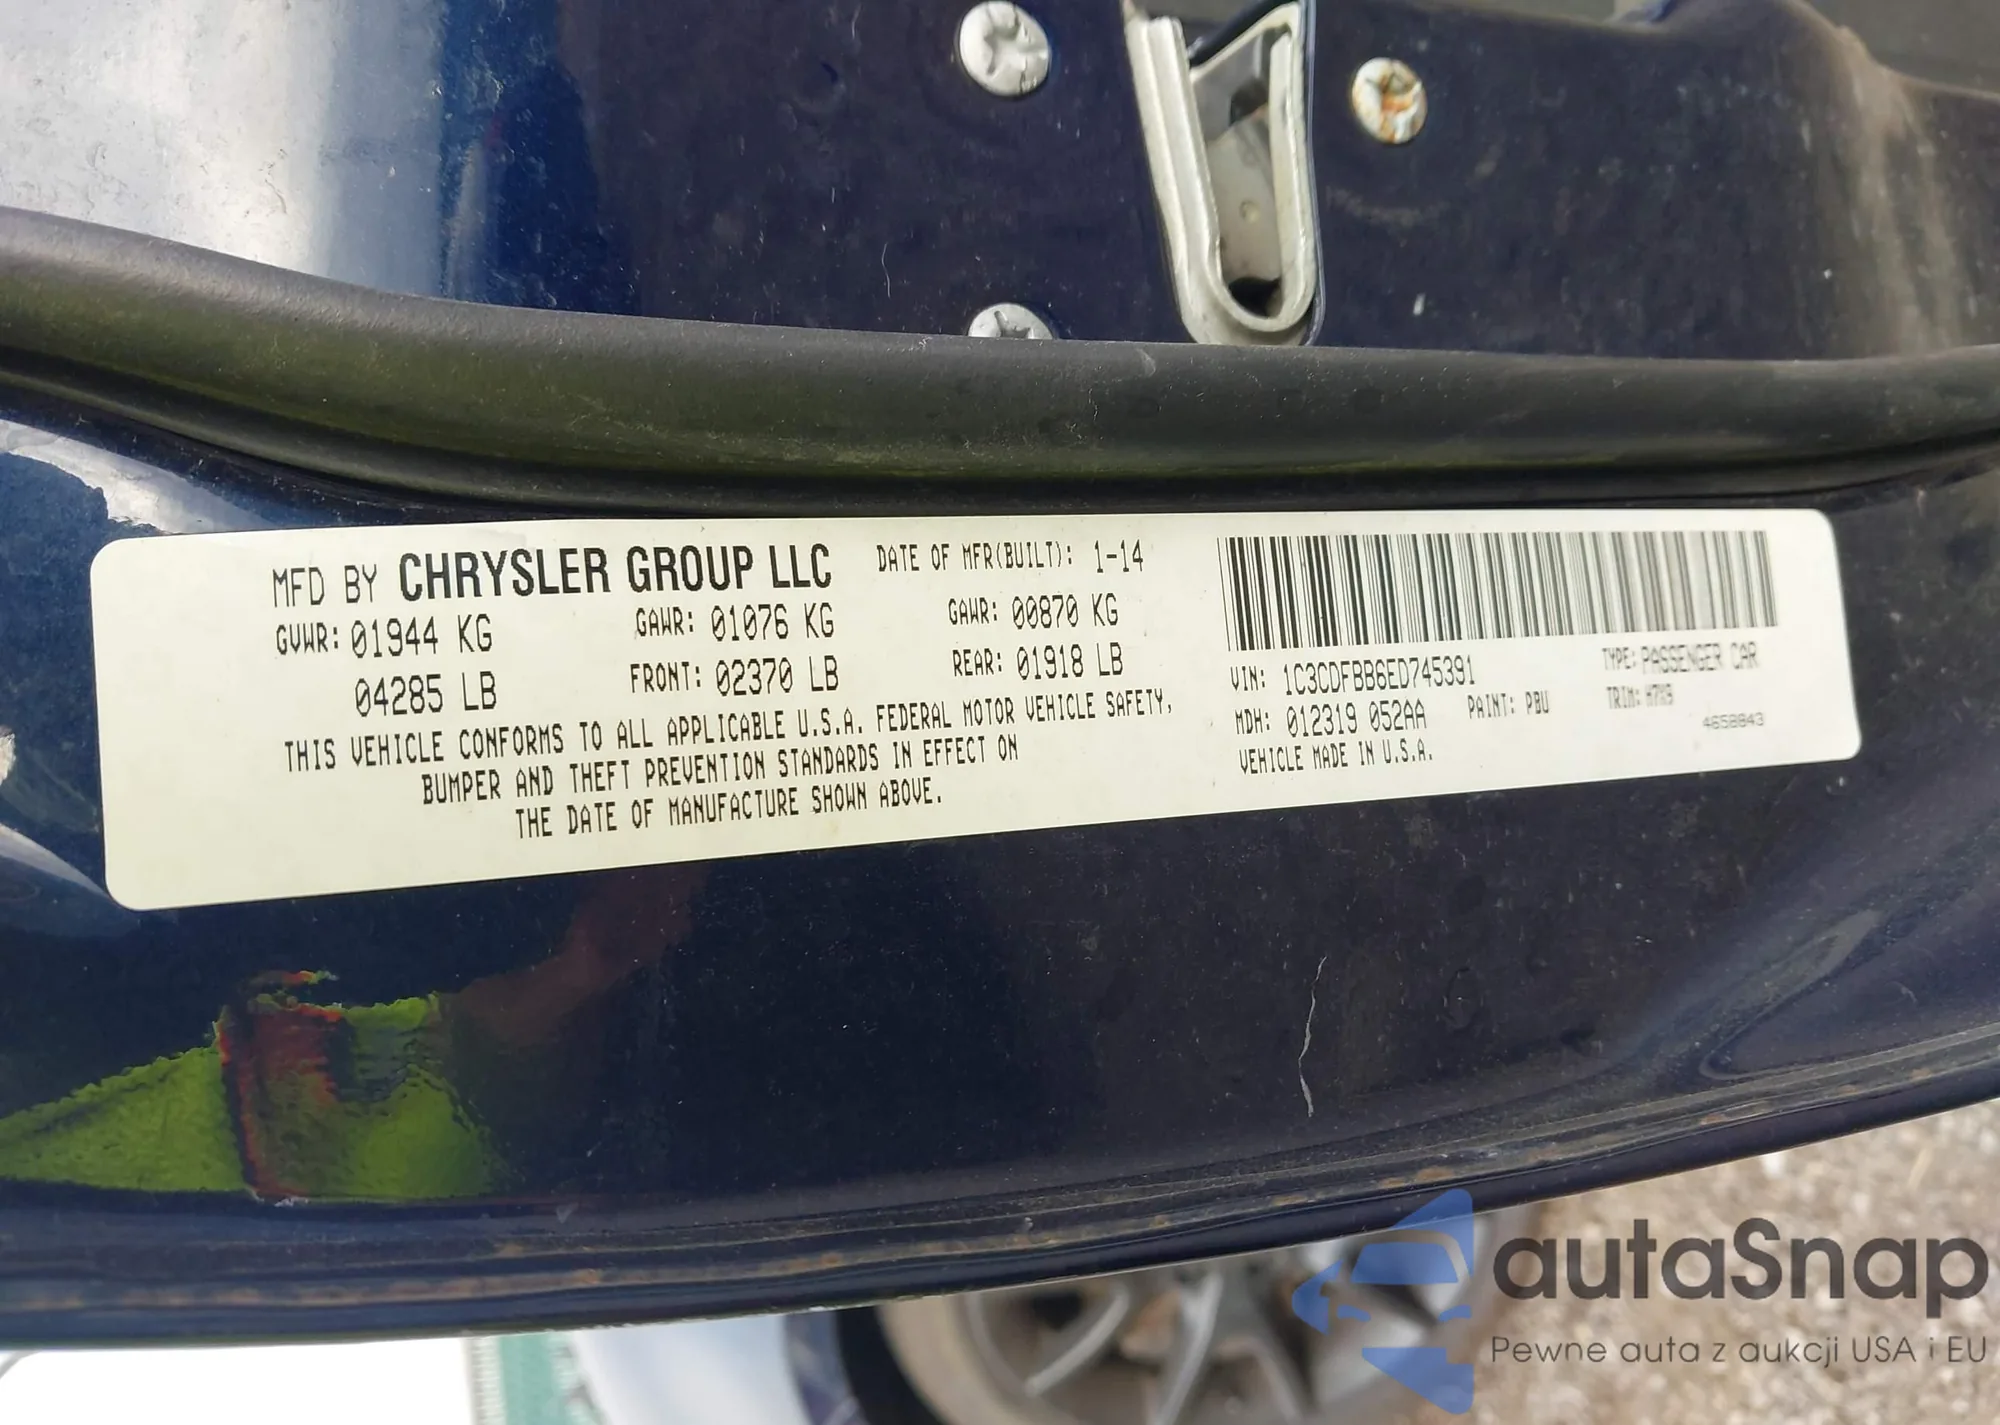 MFD BY CHRYSLER GROUP LLC DATE OF MFR(BUILT): 1-14
GVWR: 01944 KG GAWR: 01076 KG GAWR: 00870 KG
04285 LB FRONT: 02370 LB REAR: 01918 LB
THIS VEHICLE CONFORMS TO ALL APPLICABLE U.S.A. FEDERAL MOTOR VEHICLE SAFETY,
BUMPER AND THEFT PREVENTION STANDARDS IN EFFECT ON
THE DATE OF MANUFACTURE SHOWN ABOVE.
VIN: 1C3CDFBB6ED745391 TYPE: PASSENGER CAR
MDH: 012319 052AA PAINT: PBU TRIM:
VEHICLE MADE IN U.S.A. 4658843
autaSnap
Pewne auta z aukcji USA i EU